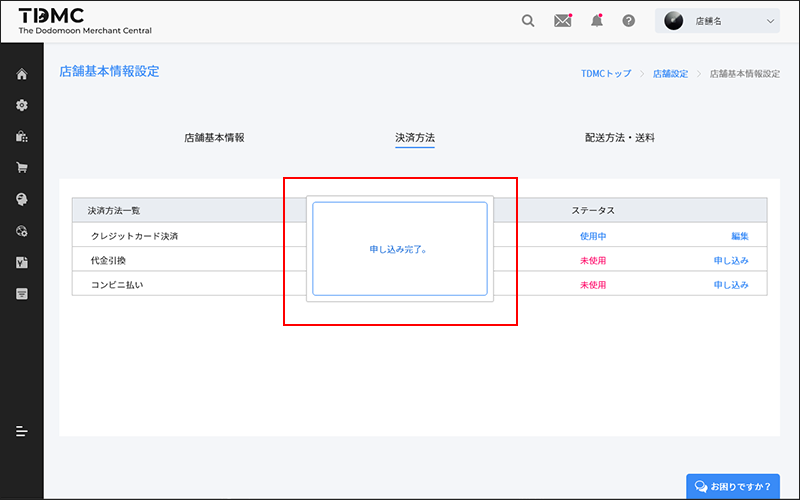 TDMC
The Dodomoon Merchant Central
店舗名
店舗基本情報設定
TDMCトップ > 店舗設定 > 店舗基本情報設定
店舗基本情報 決済方法 配送方法・送料
決済方法一覧 ステータス
クレジットカード決済 使用中 編集
申し込み完了。
代金引換 未使用 申し込み
コンビニ払い 未使用 申し込み
お困りですか？